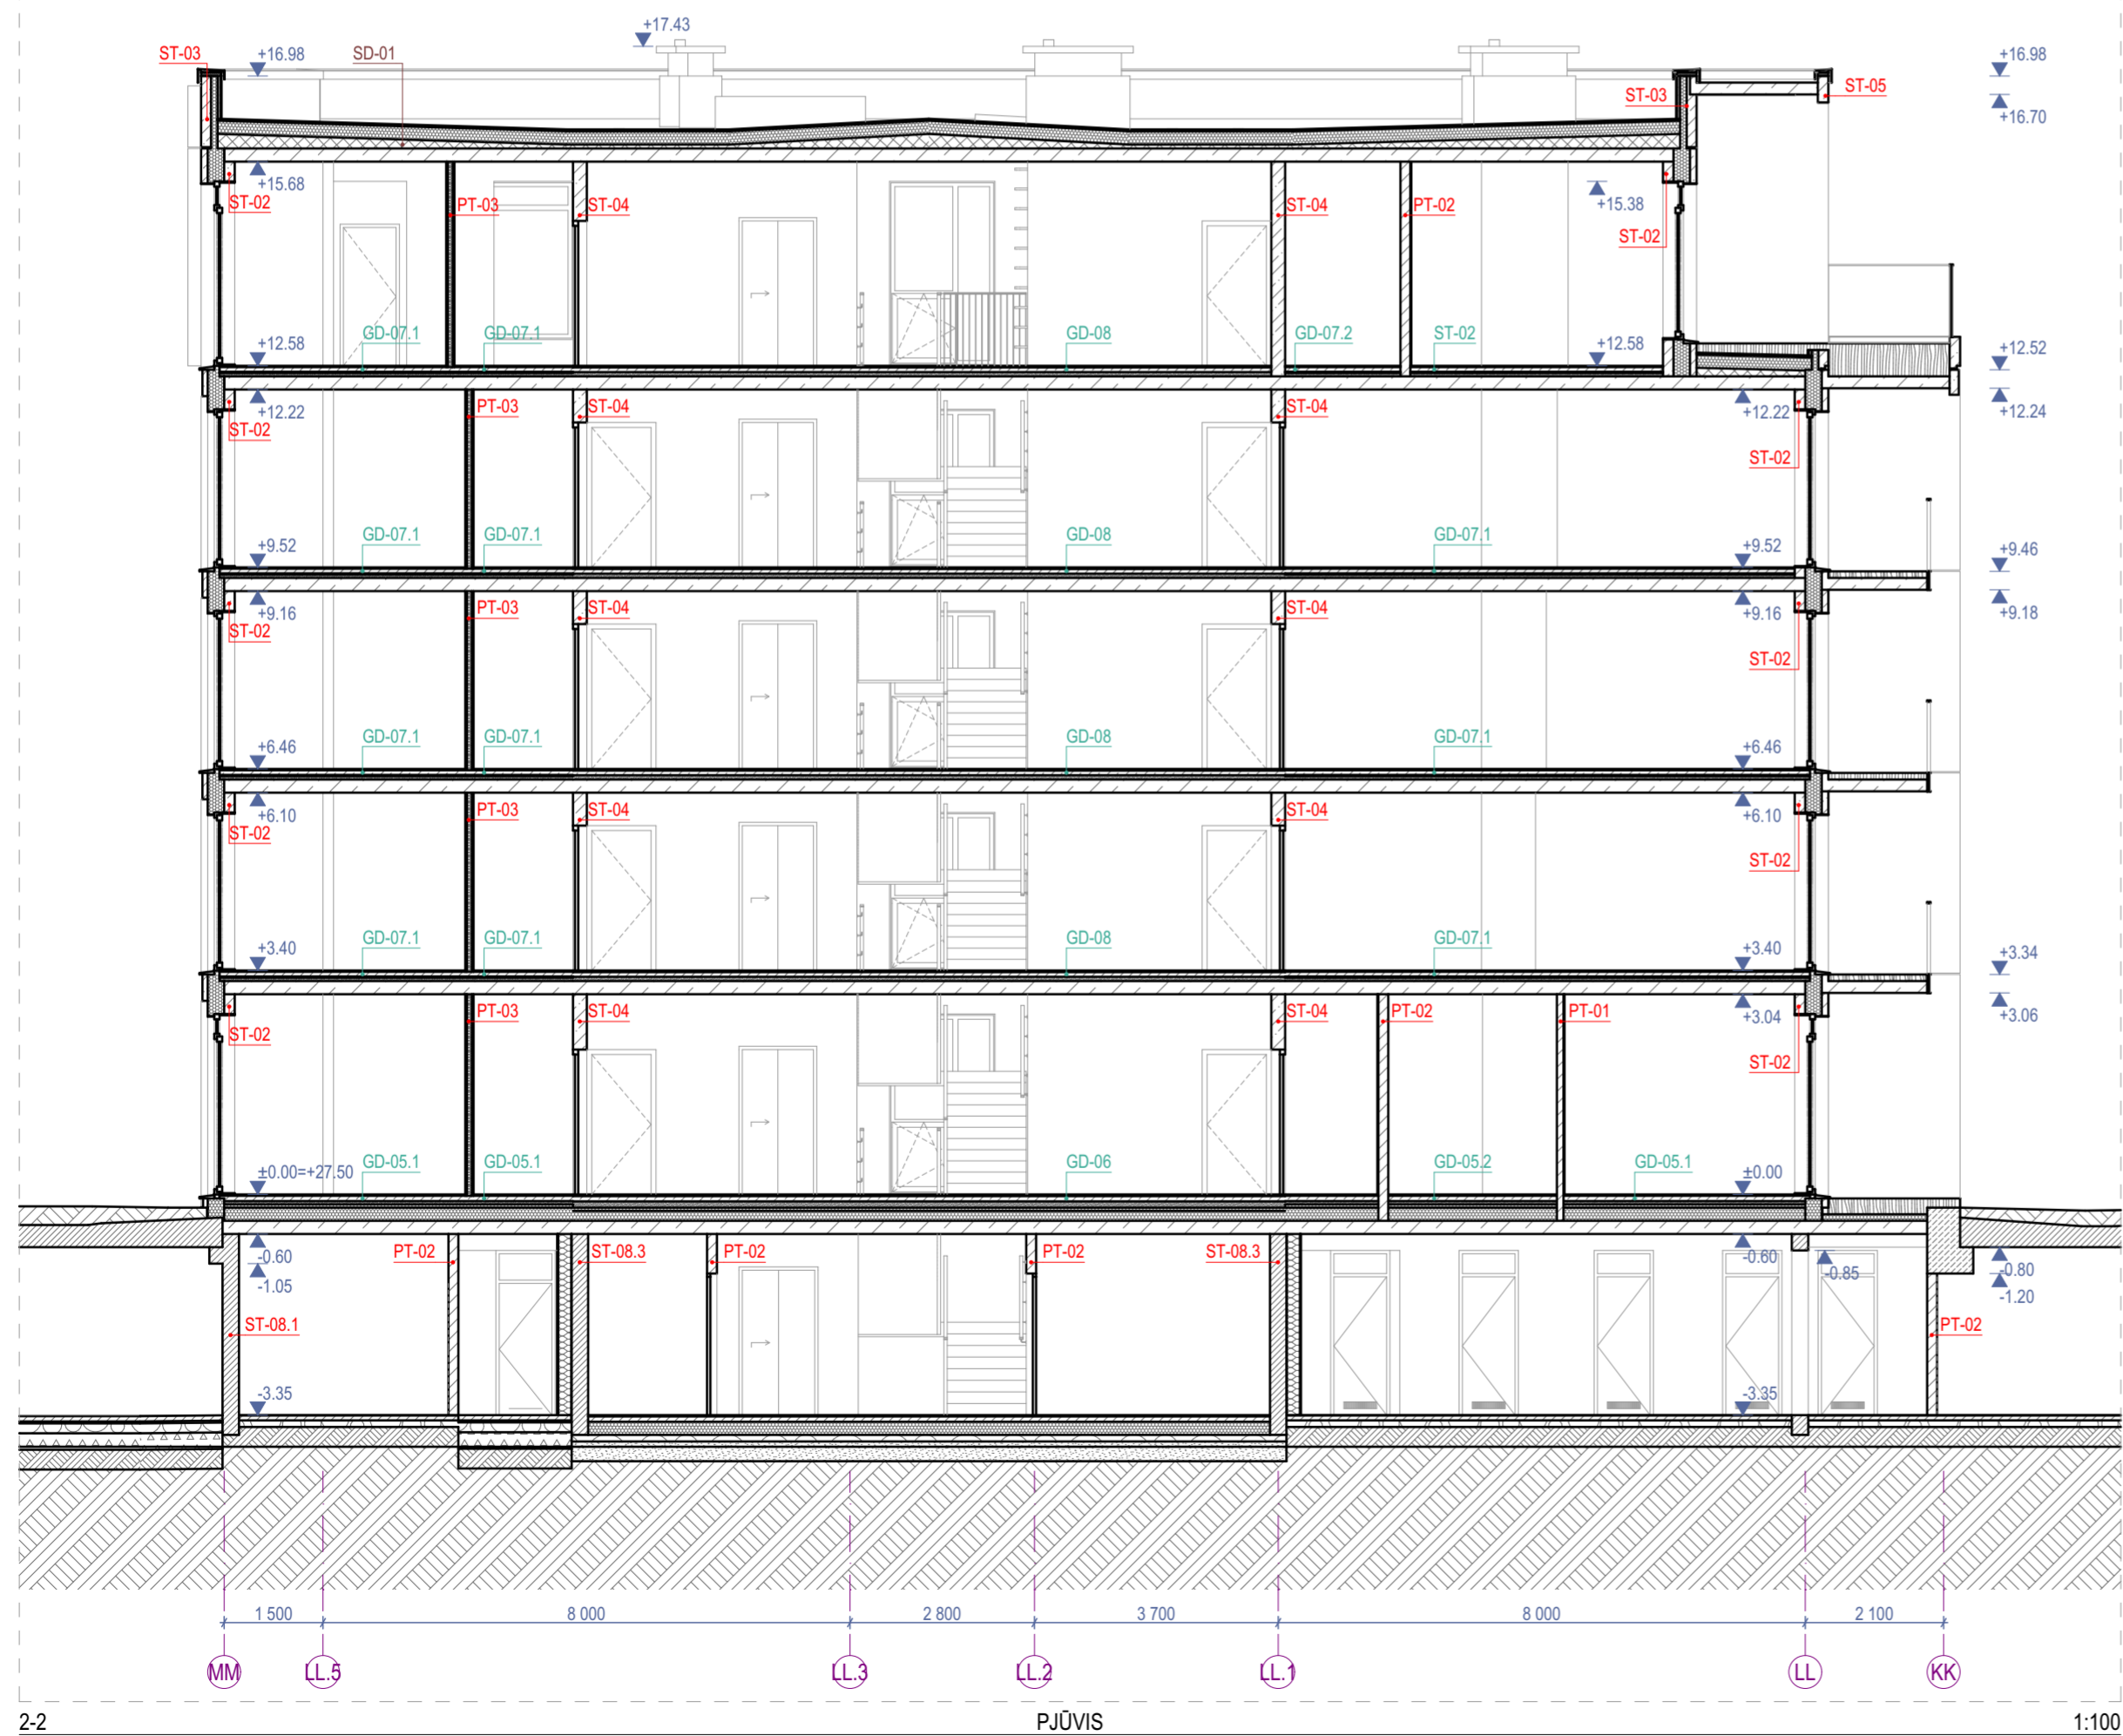 +17.43
ST-03 +16.98 SD-01 +16.98
ST-03 ST-05
+16.70
+15.68
ST-02 PT-03 ST-04 ST-04 PT-02 +15.38
ST-02
+12.58 GD-07.1 GD-07.1 GD-08 GD-07.2 ST-02 +12.58 +12.52
+12.22 PT-03 ST-04 ST-04 +12.22 +12.24
ST-02 ST-02
+9.52 GD-07.1 GD-07.1 GD-08 GD-07.1 +9.52 +9.46
+9.16 PT-03 ST-04 ST-04 +9.16 +9.18
ST-02 ST-02
+6.46 GD-07.1 GD-07.1 GD-08 GD-07.1 +6.46
+6.10 PT-03 ST-04 ST-04 +6.10
ST-02 ST-02
+3.40 GD-07.1 GD-07.1 GD-08 GD-07.1 +3.40 +3.34
PT-03 ST-04 ST-04 PT-02 PT-01 +3.04 +3.06
ST-02 ST-02
±0.00=+27.50 GD-05.1 GD-05.1 GD-06 GD-05.2 GD-05.1 ±0.00
-0.60 PT-02 ST-08.3 PT-02 PT-02 ST-08.3 -0.60 -0.85 -0.80
-1.05 -1.20
ST-08.1 PT-02
-3.35 -3.35
1 500 8 000 2 800 3 700 8 000 2 100
MM LL.5 LL.3 LL.2 LL.1 LL KK
2-2 PJŪVIS 1:100